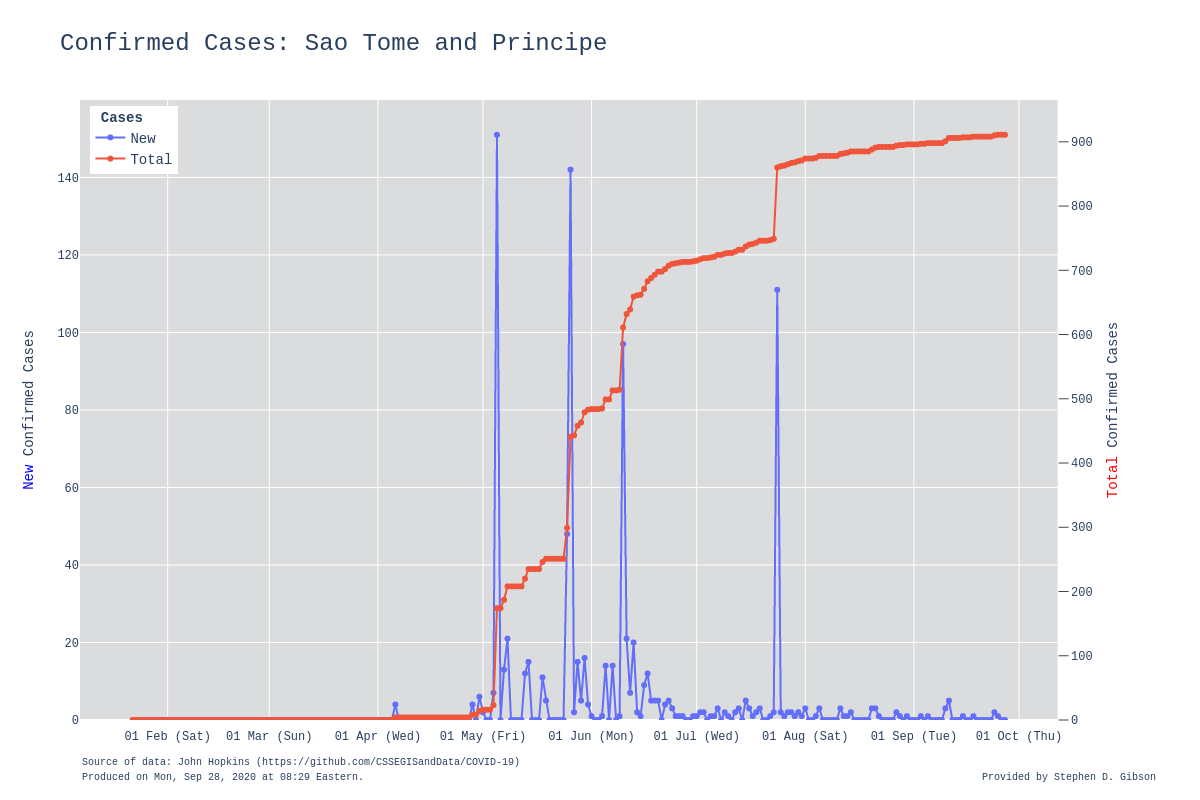 Confirmed Cases: Sao Tome and Principe
Cases
New
Total
140
120
100
80
60
40
20
0
900
800
700
600
500
400
300
200
100
0
New Confirmed Cases
Total Confirmed Cases
01 Feb (Sat) 01 Mar (Sun) 01 Apr (Wed) 01 May (Fri) 01 Jun (Mon) 01 Jul (Wed) 01 Aug (Sat) 01 Sep (Tue) 01 Oct (Thu)
Source of data: John Hopkins (https://github.com/CSSEGISandData/COVID-19)
Produced on Mon, Sep 28, 2020 at 08:29 Eastern.
Provided by Stephen D. Gibson